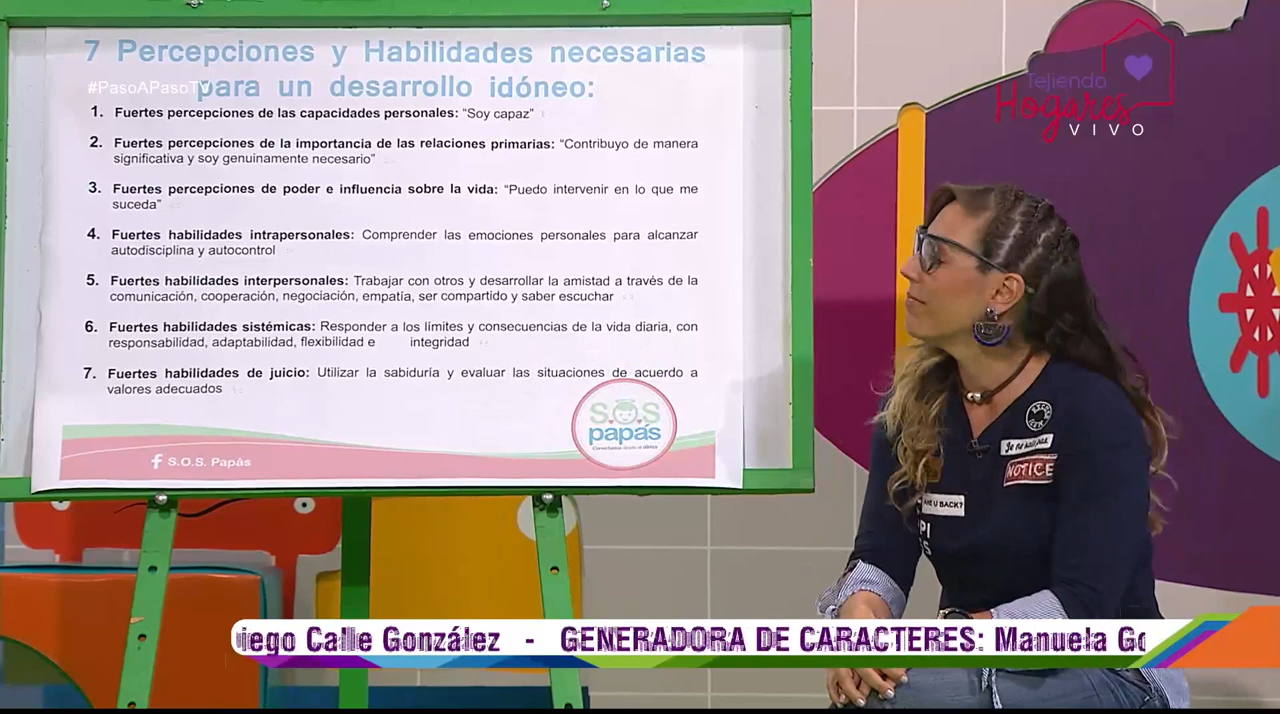 7 Percepciones y Habilidades necesarias
#PasoAPasoTV
para un desarrollo idóneo:
1. Fuertes percepciones de las capacidades personales: “Soy capaz”
2. Fuertes percepciones de la importancia de las relaciones primarias: “Contribuyo de manera
significativa y soy genuinamente necesario”
3. Fuertes percepciones de poder e influencia sobre la vida: “Puedo intervenir en lo que me
suceda”
4. Fuertes habilidades intrapersonales: Comprender las emociones personales para alcanzar
autodisciplina y autocontrol
5. Fuertes habilidades interpersonales: Trabajar con otros y desarrollar la amistad a través de la
comunicación, cooperación, negociación, empatía, ser compartido y saber escuchar
6. Fuertes habilidades sistémicas: Responder a los límites y consecuencias de la vida diaria, con
responsabilidad, adaptabilidad, flexibilidad e integridad
7. Fuertes habilidades de juicio: Utilizar la sabiduría y evaluar las situaciones de acuerdo a
valores adecuados
S.O.S
papás
f S.O.S. Papás
Tejiendo
Hogares
VIVO
NOTICE
U BACK?
iego Calle González - GENERADORA DE CARACTERES: Manuela Go